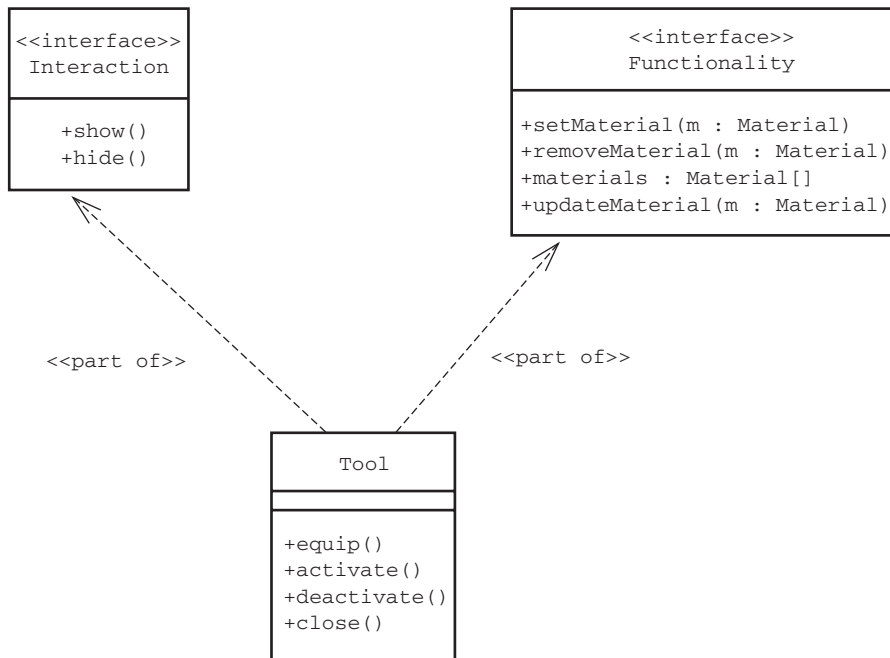 <<interface>>
Interaction
+show()
+hide()
<<interface>>
Functionality
+setMaterial(m : Material)
+removeMaterial(m : Material)
+materials : Material[]
+updateMaterial(m : Material)
<<part of>>
<<part of>>
Tool
+equip()
+activate()
+deactivate()
+close()